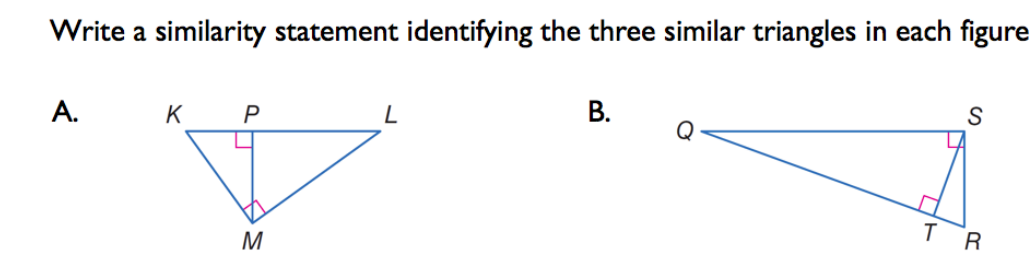 Write a similarity statement identifying the three similar triangles in each figure
A. K P L B. Q S
M T R